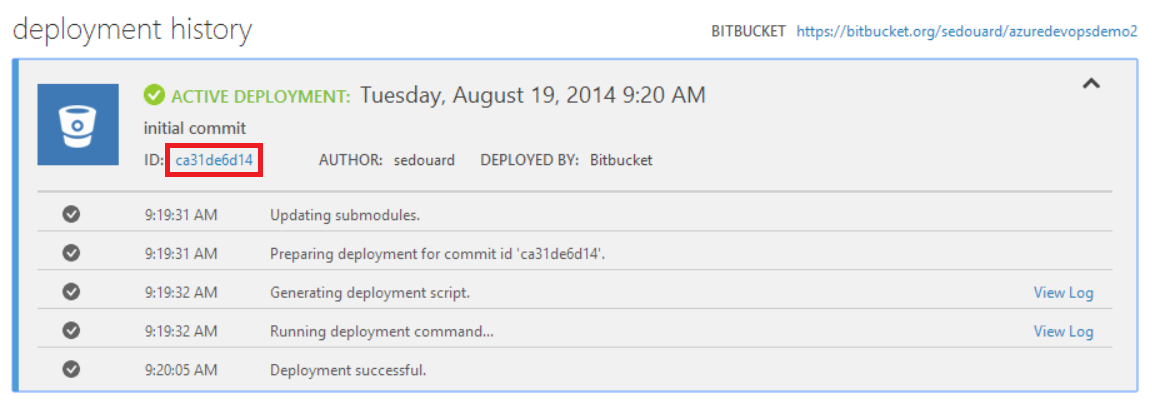 deployment history
BITBUCKET https://bitbucket.org/sedouard/azuredevopsdemo2
ACTIVE DEPLOYMENT: Tuesday, August 19, 2014 9:20 AM
initial commit
ID: ca31de6d14 AUTHOR: sedouard DEPLOYED BY: Bitbucket
9:19:31 AM Updating submodules.
9:19:31 AM Preparing deployment for commit id 'ca31de6d14'.
9:19:32 AM Generating deployment script. View Log
9:19:32 AM Running deployment command... View Log
9:20:05 AM Deployment successful.